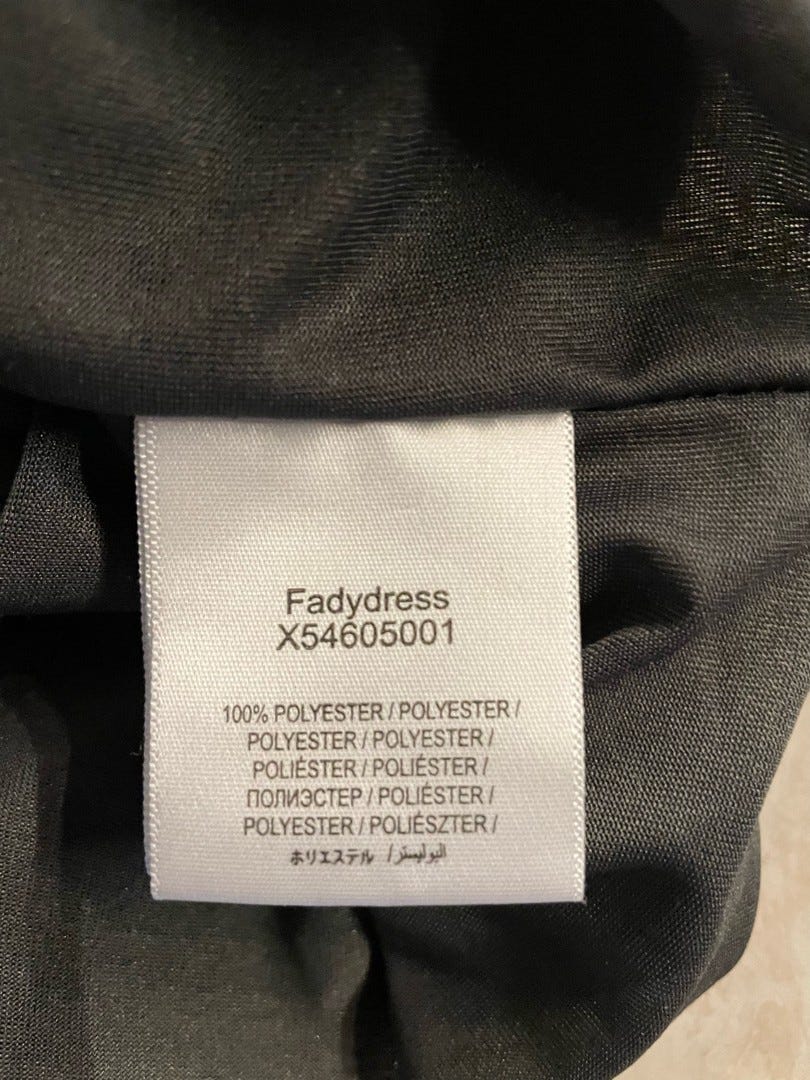 Fadydress
X54605001
100% POLYESTER / POLYESTER /
POLYESTER / POLYESTER /
POLIÉSTER / POLIÉSTER /
ПОЛИЭСТЕР / POLIÉSTER /
POLYESTER / POLIÉSZTER /
ポリエステル / البوليستر/